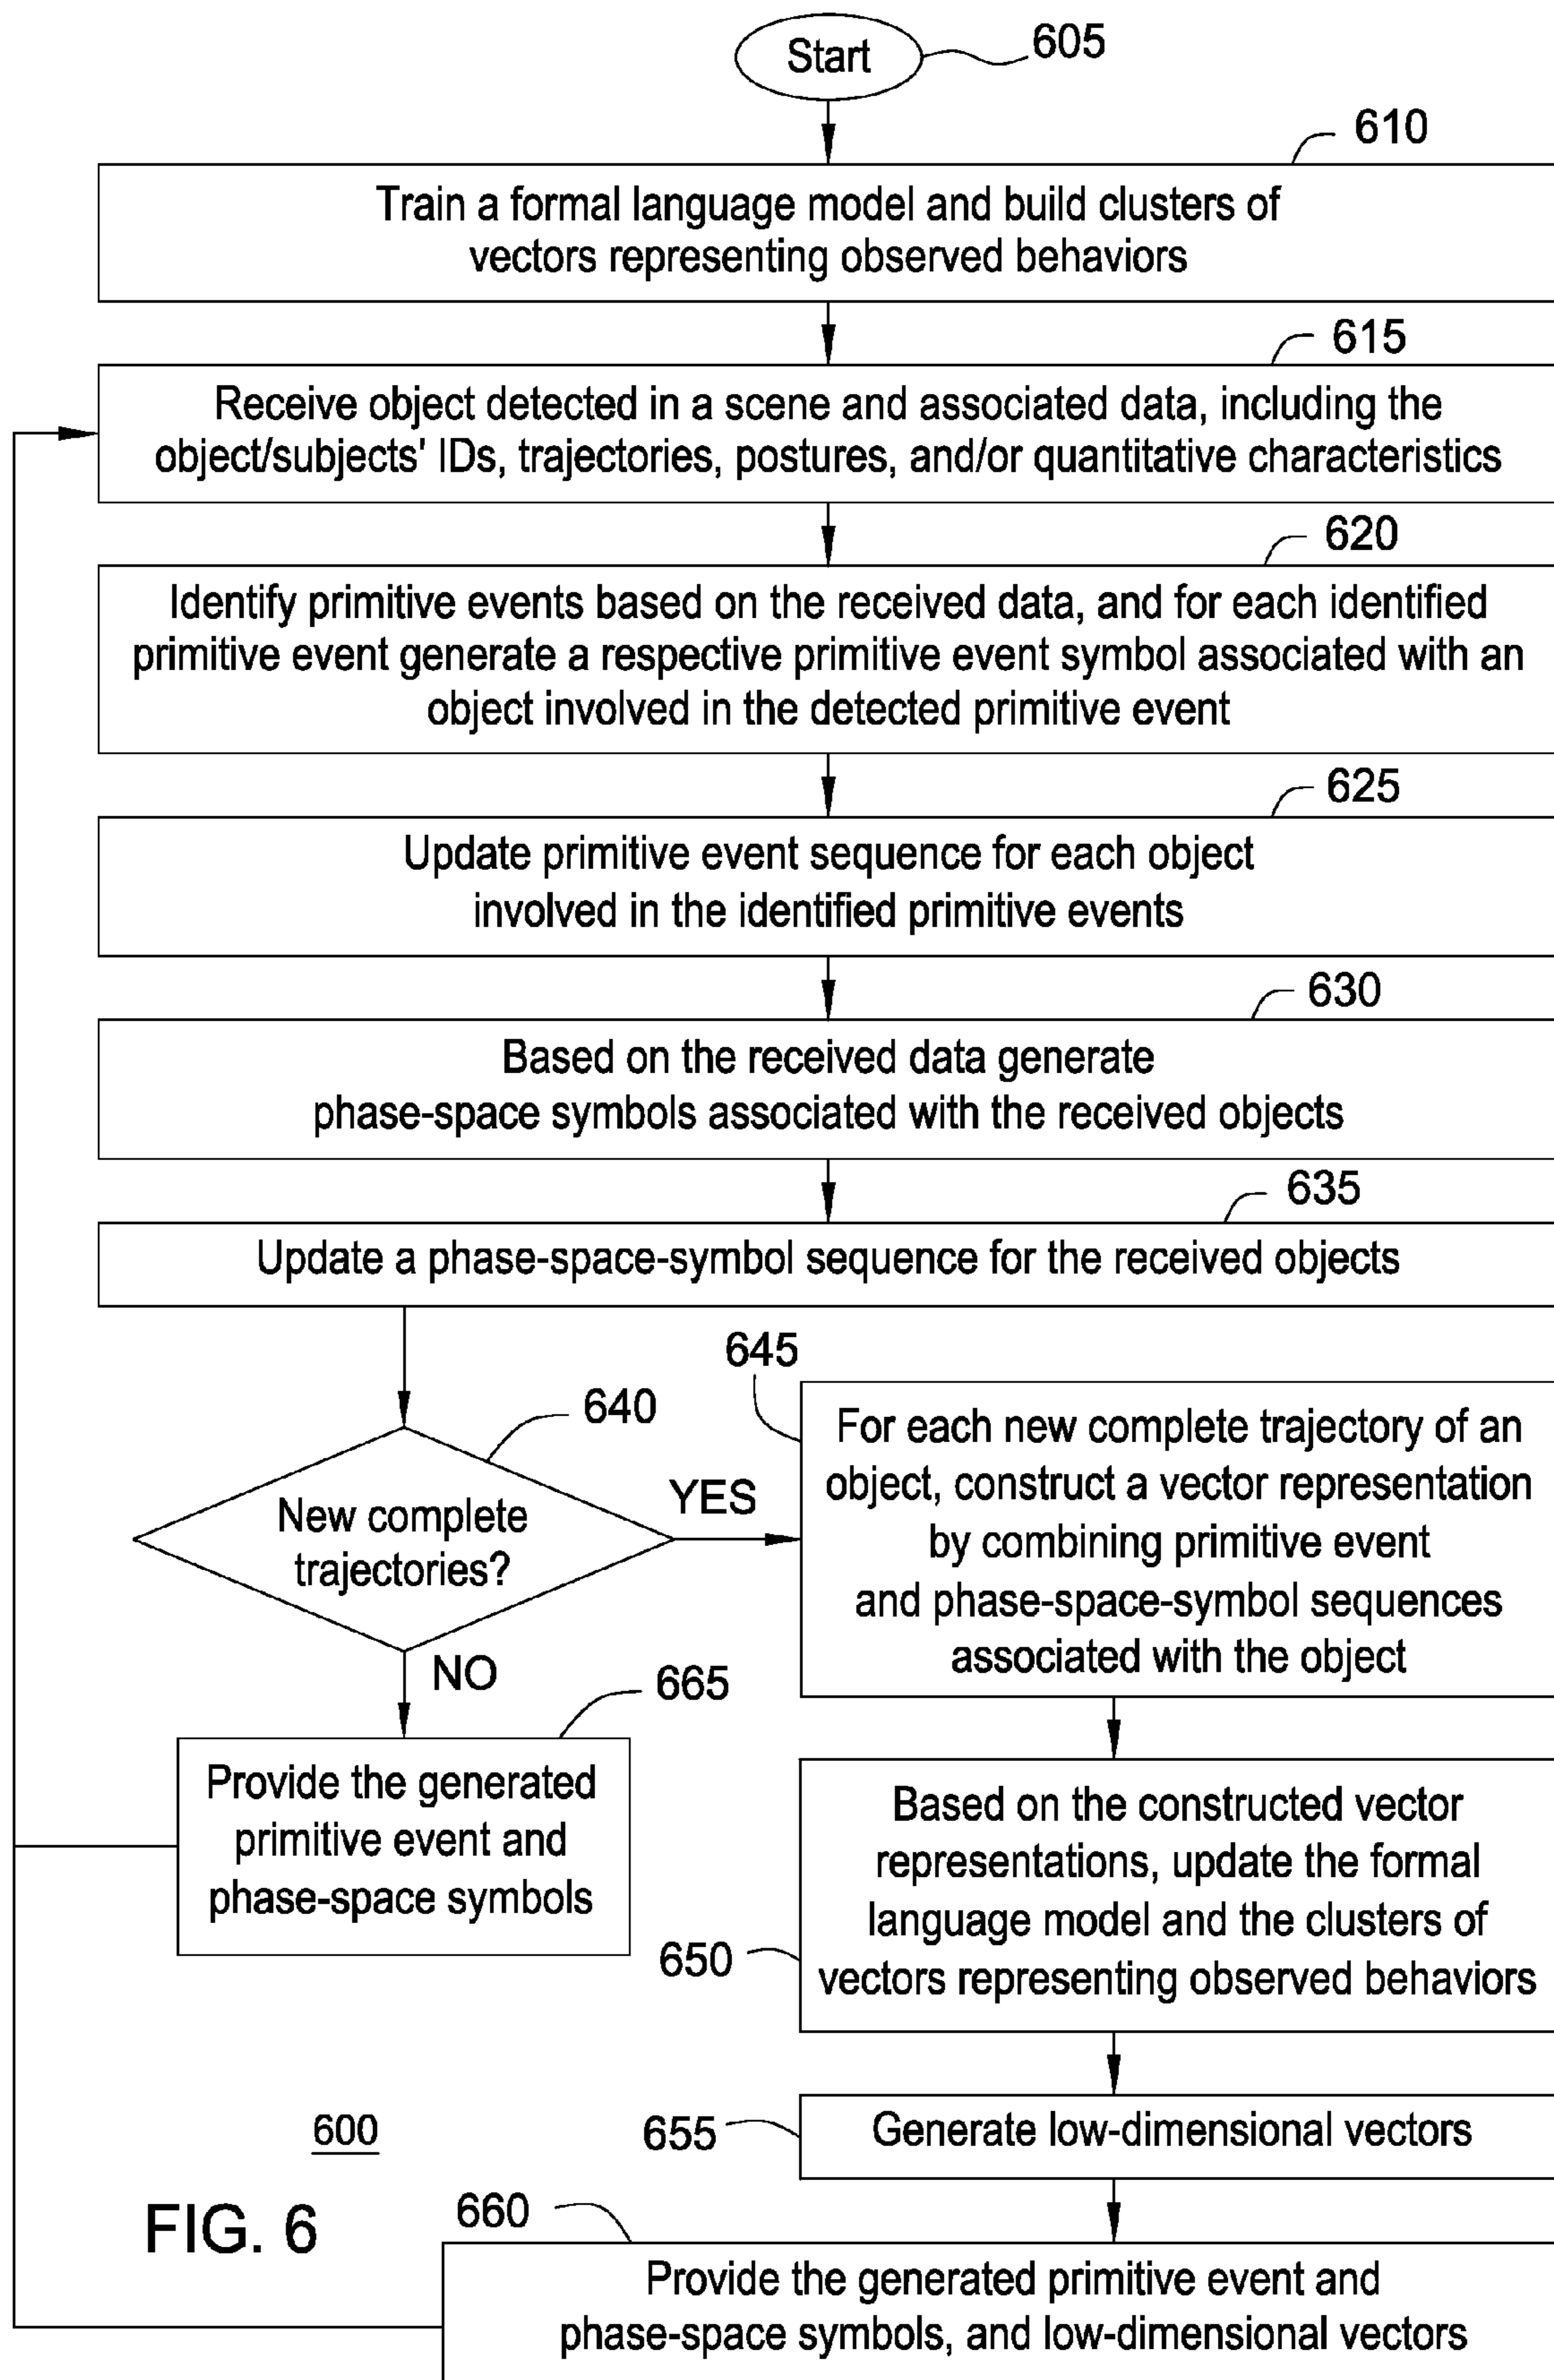 Start
605
610
Train a formal language model and build clusters of
vectors representing observed behaviors
615
Receive object detected in a scene and associated data, including the
object/subjects' IDs, trajectories, postures, and/or quantitative characteristics
620
Identify primitive events based on the received data, and for each identified
primitive event generate a respective primitive event symbol associated with an
object involved in the detected primitive event
625
Update primitive event sequence for each object
involved in the identified primitive events
630
Based on the received data generate
phase-space symbols associated with the received objects
635
Update a phase-space-symbol sequence for the received objects
640
New complete
trajectories?
YES
645
For each new complete trajectory of an
object, construct a vector representation
by combining primitive event
and phase-space-symbol sequences
associated with the object
NO
665
Provide the generated
primitive event and
phase-space symbols
650
Based on the constructed vector
representations, update the formal
language model and the clusters of
vectors representing observed behaviors
655
Generate low-dimensional vectors
660
Provide the generated primitive event and
phase-space symbols, and low-dimensional vectors
600
FIG. 6